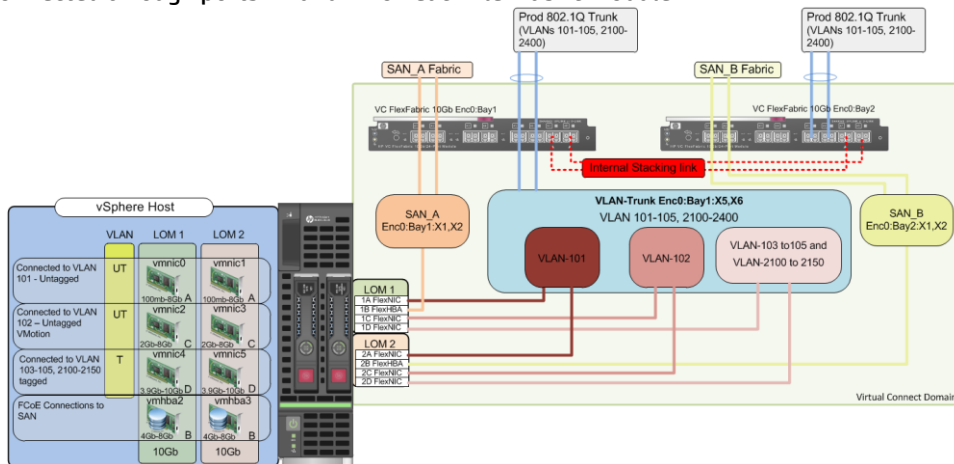 Prod 802.1Q Trunk
(VLANs 101-105, 2100-
2400)
Prod 802.1Q Trunk
(VLANs 101-105, 2100-
2400)
SAN_A Fabric
SAN_B Fabric
VC FlexFabric 10Gb Enc0:Bay1
VC FlexFabric 10Gb Enc0:Bay2
Internal Stacking link
SAN_A
Enc0:Bay1:X1,X2
VLAN-Trunk Enc0:Bay1:X5,X6
VLAN 101-105, 2100-2400
VLAN-101
VLAN-102
VLAN-103 to105 and
VLAN-2100 to 2150
SAN_B
Enc0:Bay2:X1,X2
vSphere Host
VLAN
LOM 1
LOM 2
Connected to VLAN
101 - Untagged
UT
vmnic0
100mb-8Gb A
vmnic1
100mb-8Gb A
Connected to VLAN
102 – Untagged
VMotion
UT
vmnic2
2Gb-8Gb C
vmnic3
2Gb-8Gb C
Connected to VLAN
103-105, 2100-2150
tagged
T
vmnic4
3.9Gb-10Gb D
vmnic5
3.9Gb-10Gb D
FCoE Connections to
SAN
vmhba2
4Gb-8Gb B
vmhba3
4Gb-8Gb B
10Gb
10Gb
LOM 1
1A FlexNIC
1B FlexHBA
1C FlexNIC
1D FlexNIC
LOM 2
2A FlexNIC
2B FlexHBA
2C FlexNIC
2D FlexNIC
Virtual Connect Domain